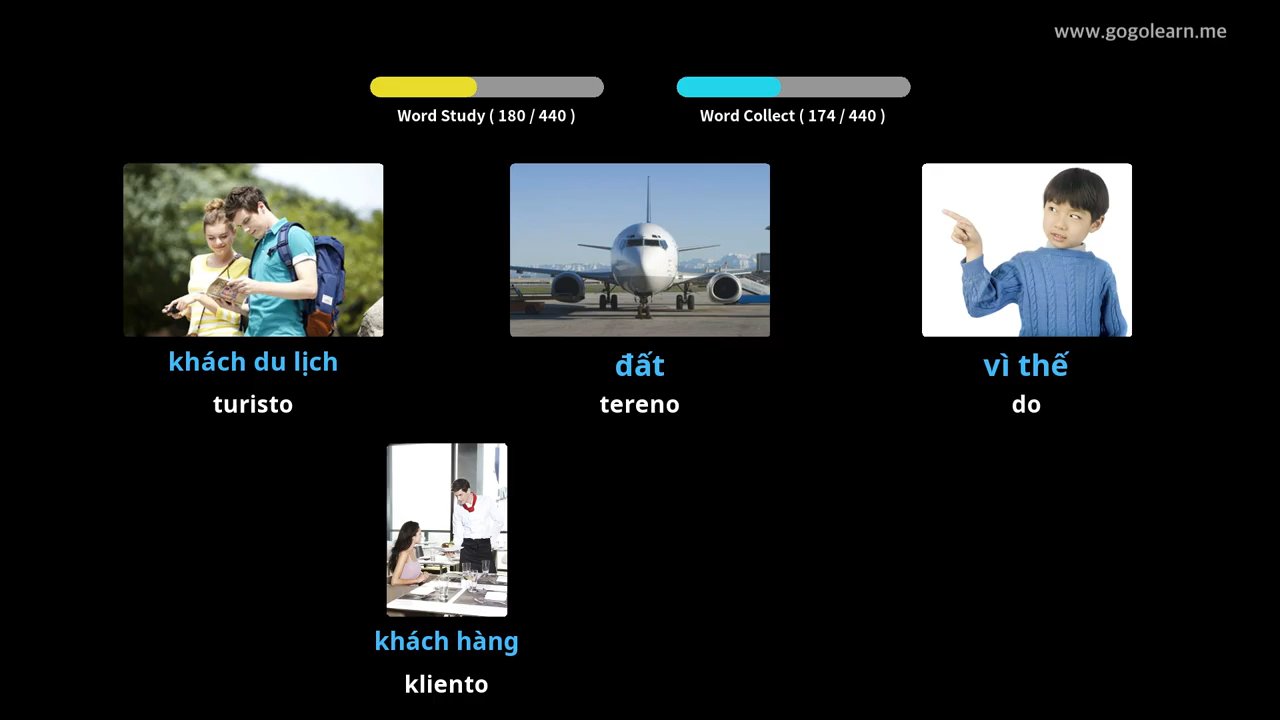 www.gogolearn.me
Word Study ( 180 / 440 )
Word Collect ( 174 / 440 )
khách du lịch
turisto
đất
tereno
vì thế
do
khách hàng
kliento